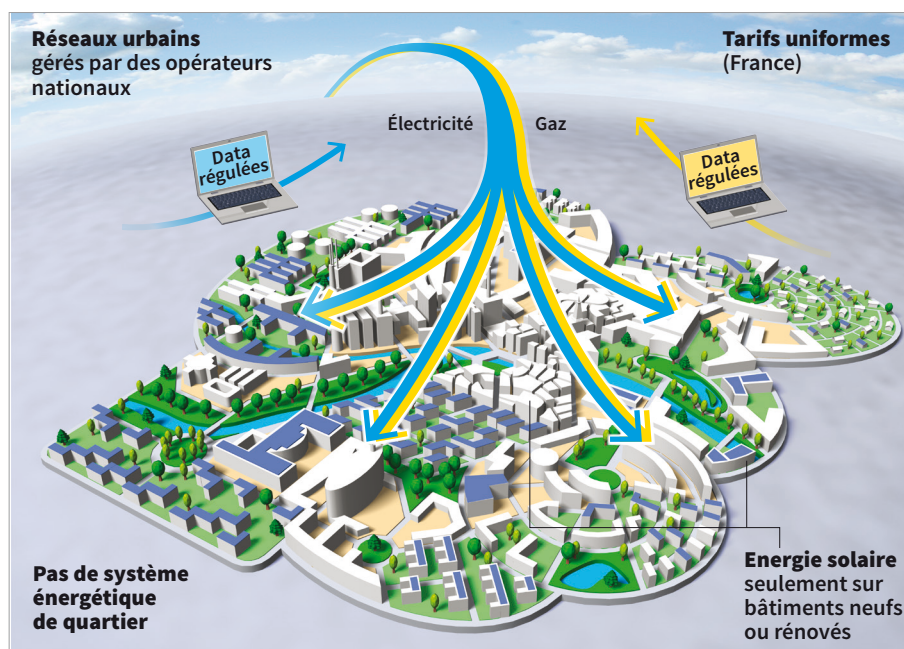 Réseaux urbains
gérés par des opérateurs
nationaux
Tarifs uniformes
(France)
Électricité
Gaz
Data
régulées
Data
régulées
Pas de système
énergétique
de quartier
Energie solaire
seulement sur
bâtiments neufs
ou rénovés